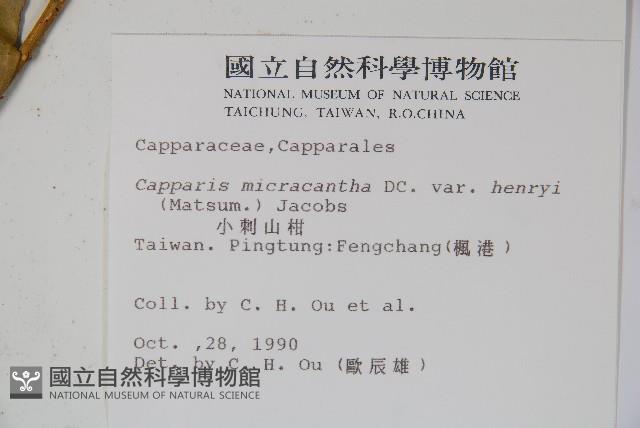 國立自然科學博物館
NATIONAL MUSEUM OF NATURAL SCIENCE
TAICHUNG, TAIWAN, R.O.CHINA
Capparaceae,Capparales
Capparis micracantha DC. var. henryi
(Matsum.) Jacobs
小刺山柑
Taiwan. Pingtung:Fengchang(楓港)
Coll. by C. H. Ou et al.
Oct. ,28, 1990
Det. by C. H. Ou (歐辰雄)
國立自然科學博物館
NATIONAL MUSEUM OF NATURAL SCIENCE